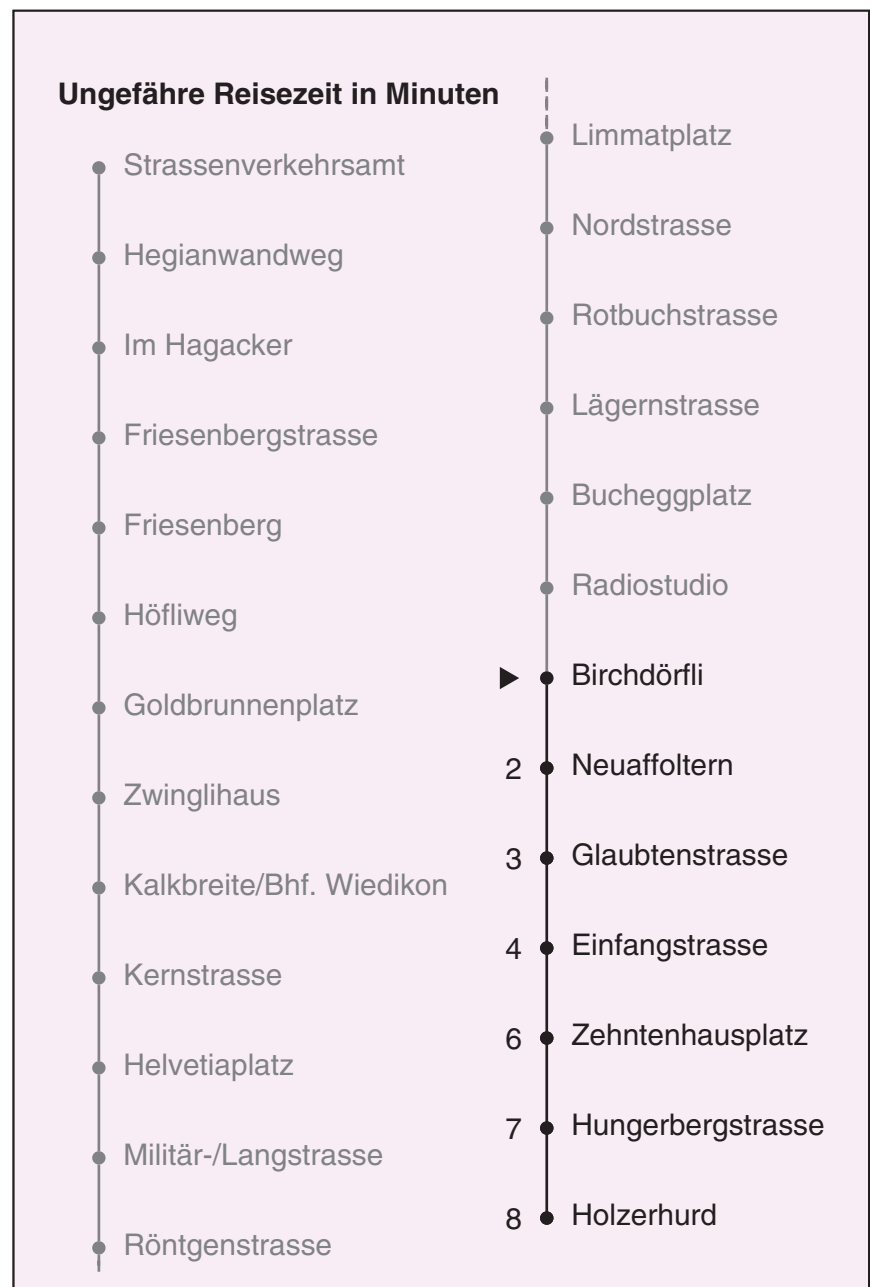 Ungefähre Reisezeit in Minuten
Strassenverkehrsamt
Hegianwandweg
Im Hagacker
Friesenbergstrasse
Friesenberg
Höfliweg
Goldbrunnenplatz
Zwinglihaus
Kalkbreite/Bhf. Wiedikon
Kernstrasse
Helvetiaplatz
Militär-/Langstrasse
Röntgenstrasse
Limmatplatz
Nordstrasse
Rotbuchstrasse
Lägernstrasse
Bucheggplatz
Radiostudio
Birchdörfli
2 Neuaffoltern
3 Glaubtenstrasse
4 Einfangstrasse
6 Zehntenhausplatz
7 Hungerbergstrasse
8 Holzerhurd